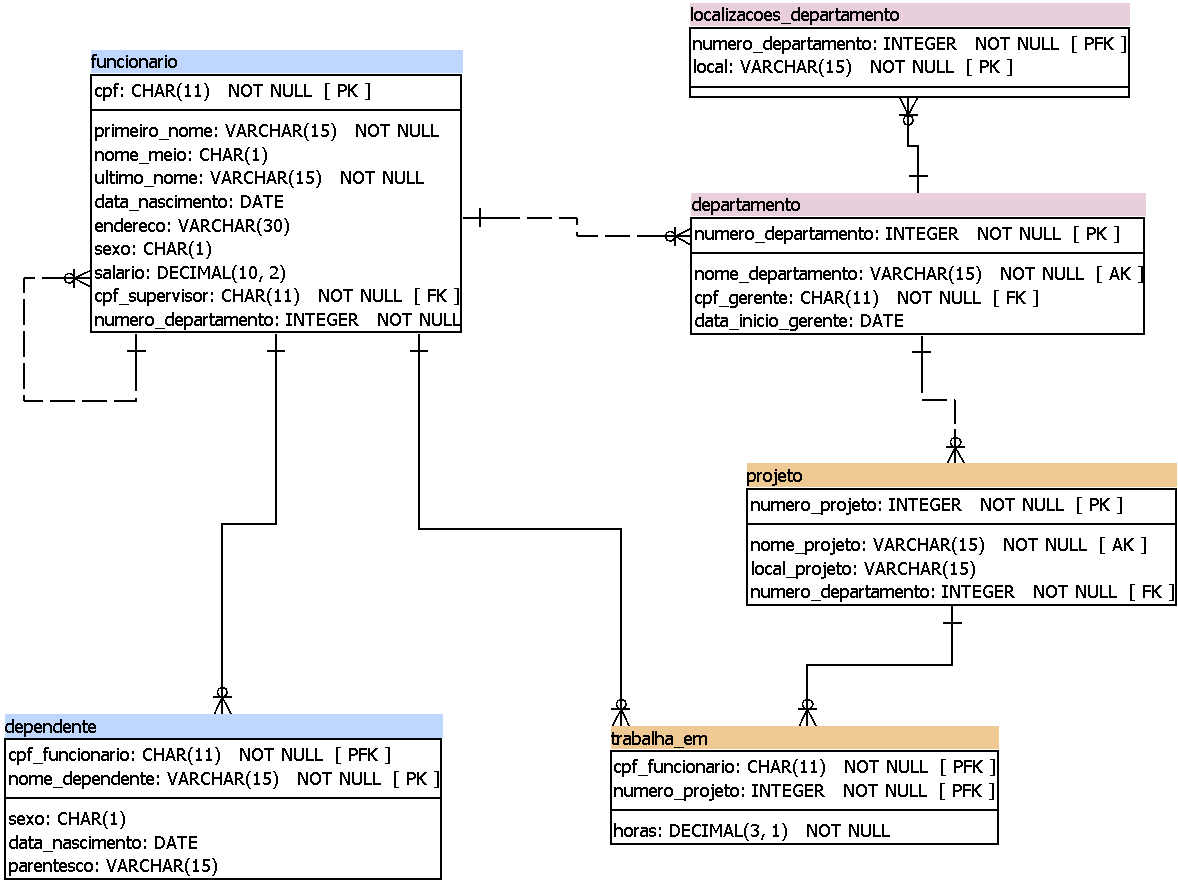 localizacoes_departamento
numero_departamento: INTEGER NOT NULL [ PFK ]
local: VARCHAR(15) NOT NULL [ PK ]
funcionario
cpf: CHAR(11) NOT NULL [ PK ]
primeiro_nome: VARCHAR(15) NOT NULL
nome_meio: CHAR(1)
ultimo_nome: VARCHAR(15) NOT NULL
data_nascimento: DATE
endereco: VARCHAR(30)
sexo: CHAR(1)
salario: DECIMAL(10, 2)
cpf_supervisor: CHAR(11) NOT NULL [ FK ]
numero_departamento: INTEGER NOT NULL
departamento
numero_departamento: INTEGER NOT NULL [ PK ]
nome_departamento: VARCHAR(15) NOT NULL [ AK ]
cpf_gerente: CHAR(11) NOT NULL [ FK ]
data_inicio_gerente: DATE
projeto
numero_projeto: INTEGER NOT NULL [ PK ]
nome_projeto: VARCHAR(15) NOT NULL [ AK ]
local_projeto: VARCHAR(15)
numero_departamento: INTEGER NOT NULL [ FK ]
dependente
cpf_funcionario: CHAR(11) NOT NULL [ PFK ]
nome_dependente: VARCHAR(15) NOT NULL [ PK ]
sexo: CHAR(1)
data_nascimento: DATE
parentesco: VARCHAR(15)
trabalha_em
cpf_funcionario: CHAR(11) NOT NULL [ PFK ]
numero_projeto: INTEGER NOT NULL [ PFK ]
horas: DECIMAL(3, 1) NOT NULL